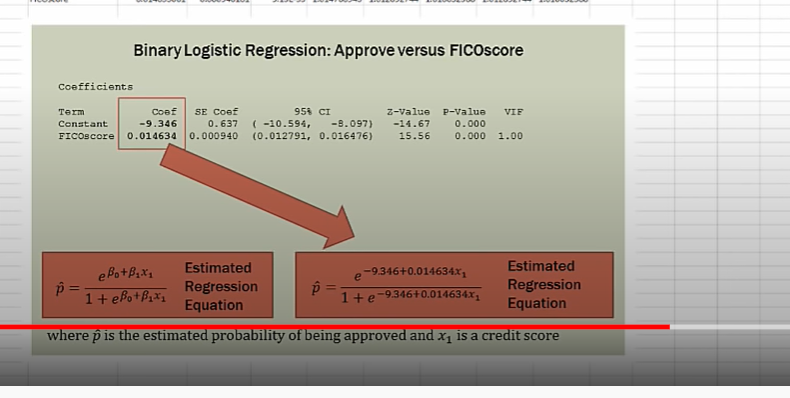 Binary Logistic Regression: Approve versus FICOscore
Coefficients
Term Coef SE Coef 95% CI Z-Value P-Value VIF
Constant -9.346 0.637 ( -10.594, -8.097) -14.67 0.000
FICOscore 0.014634 0.000940 (0.012791, 0.016476) 15.56 0.000 1.00
p̂ = e^β₀+β₁x₁ / 1 + e^β₀+β₁x₁
Estimated
Regression
Equation
p̂ = e^−9.346+0.014634x₁ / 1 + e^−9.346+0.014634x₁
Estimated
Regression
Equation
where p̂ is the estimated probability of being approved and x₁ is a credit score